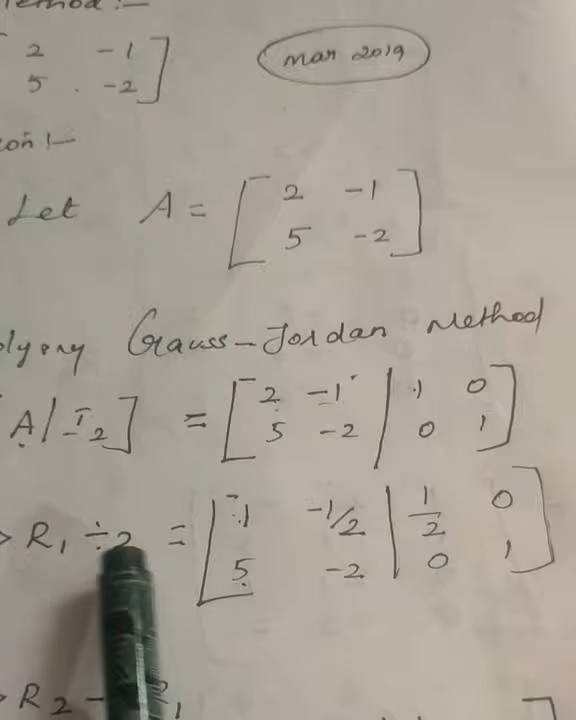 ethod :-
2 -1
5 -2
Mar 2019
ion :-
Let A = [ 2 -1
5 -2 ]
Gauss-Jordan Method
[A/I2] = [ 2 -1 | 1 0
5 -2 | 0 1 ]
R1 ÷2 = [ 1 -1/2 | 1/2 0
5 -2 | 0 1 ]
R2 - R1